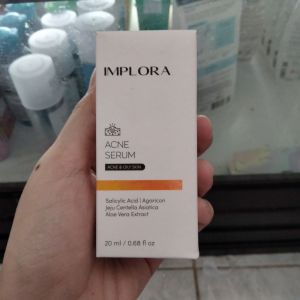 IMPLORA
ACNE
SERUM
ACNE & OILY SKIN
Salicylic Acid | Agaricon
Jeju Centella Asiatica
Aloe Vera Extract
20 ml / 0.68 fl oz